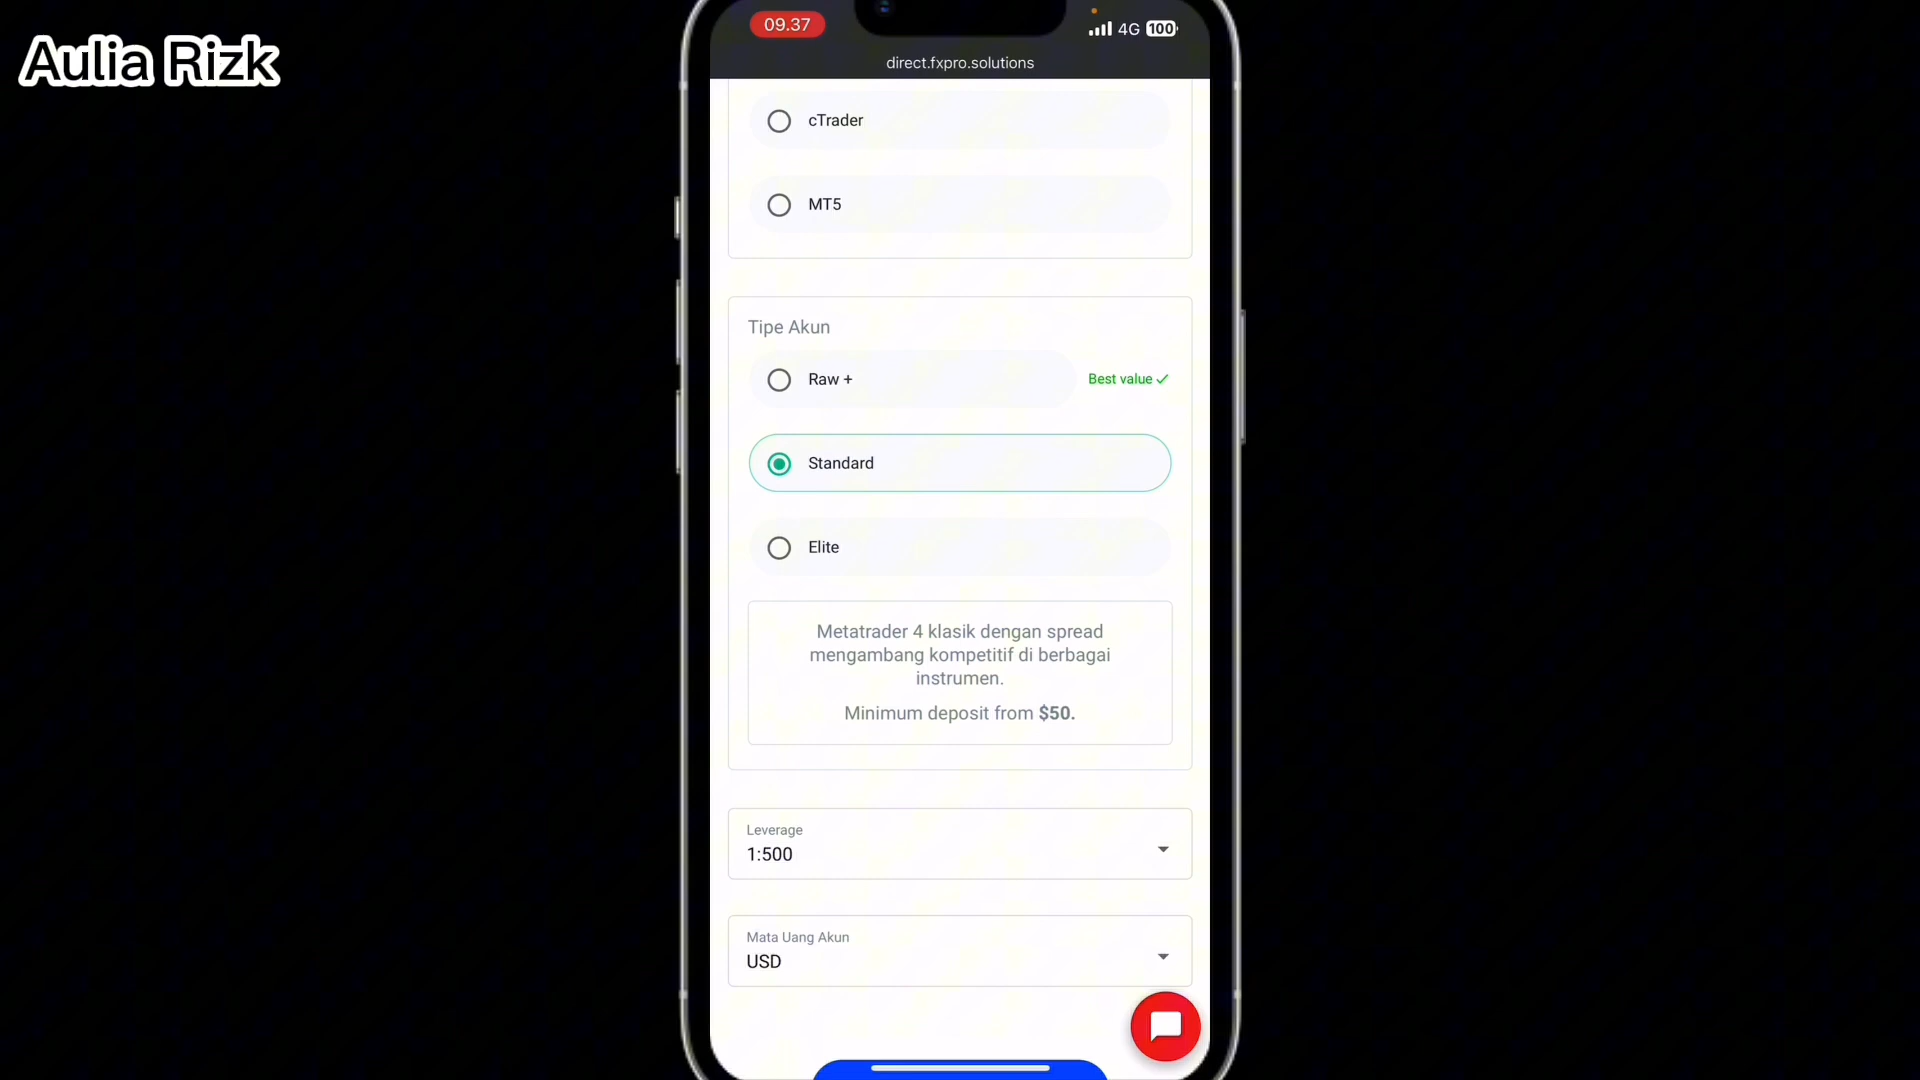 Aulia Rizk
09.37
4G 100
direct.fxpro.solutions
cTrader
MT5
Tipe Akun
Raw +
Best value
Standard
Elite
Metatrader 4 klasik dengan spread
mengambang kompetitif di berbagai
instrumen.
Minimum deposit from $50.
Leverage
1:500
Mata Uang Akun
USD